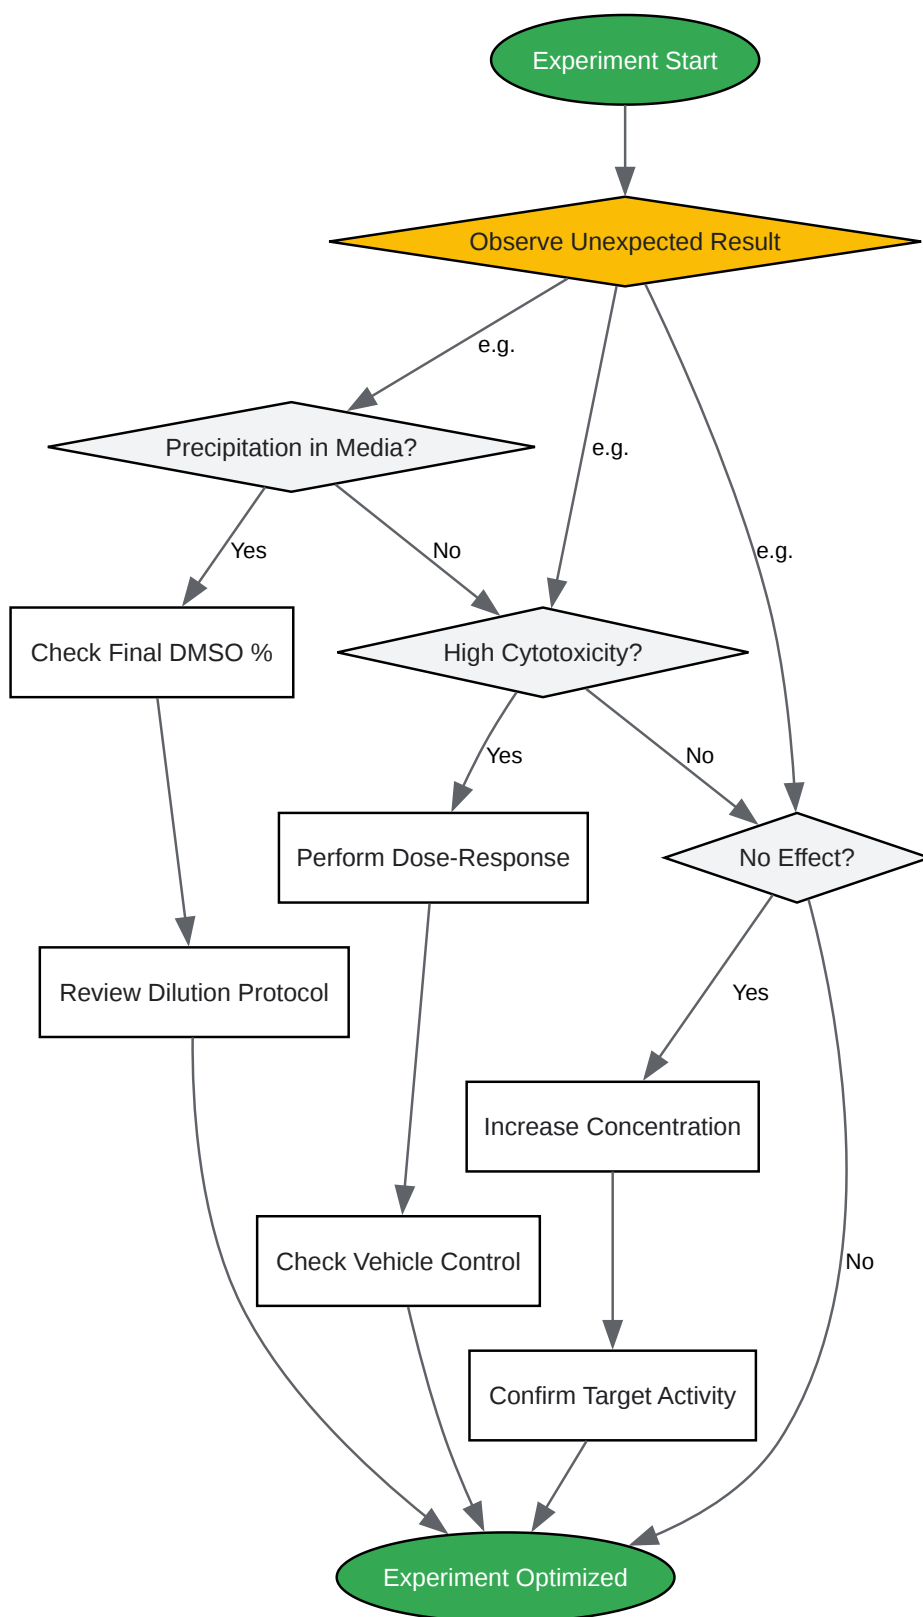 Experiment Start
Observe Unexpected Result
e.g.
Precipitation in Media?
e.g.
Yes
No
e.g.
Check Final DMSO %
High Cytotoxicity?
Yes
No
Perform Dose-Response
No Effect?
Review Dilution Protocol
Yes
Increase Concentration
Check Vehicle Control
No
Confirm Target Activity
Experiment Optimized